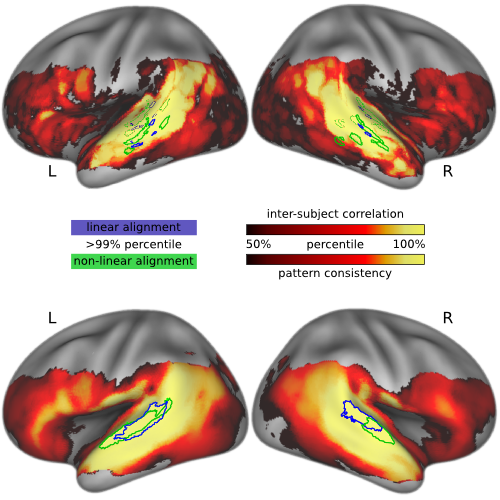 L R
linear alignment
>99% percentile
non-linear alignment
inter-subject correlation
50% percentile 100%
pattern consistency
L R